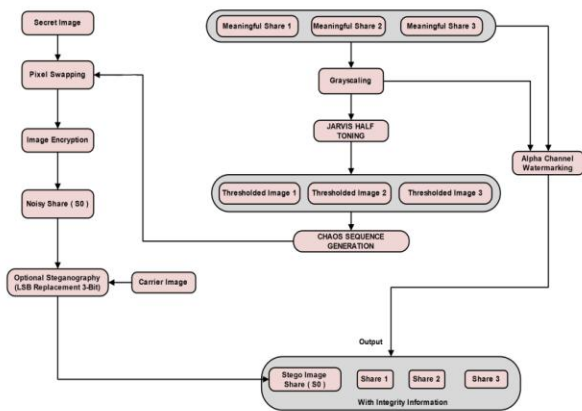 Secret Image
Pixel Swapping
Image Encryption
Noisy Share ( S0 )
Optional Steganography
(LSB Replacement 3-Bit)
Carrier Image
Meaningful Share 1
Meaningful Share 2
Meaningful Share 3
Grayscaling
JARVIS HALF
TONING
Thresholded Image 1
Thresholded Image 2
Thresholded Image 3
CHAOS SEQUENCE
GENERATION
Alpha Channel
Watermarking
Output
Stego Image
Share ( S0 )
Share 1
Share 2
Share 3
With Integrity Information